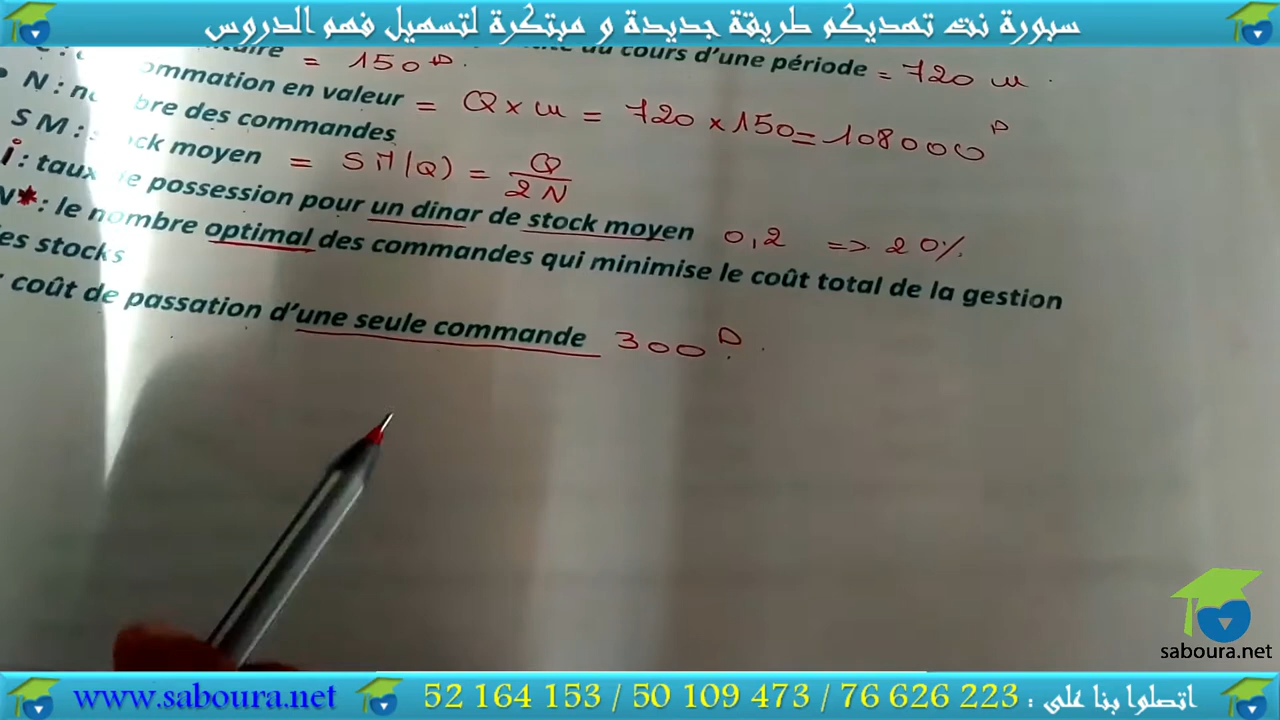 سبورة نت تهديكم طريقة جديدة و مبتكرة لتسهيل فهم الدروس
au cours d'une période = 720 u
= 150 D.
ommation en valeur = Q x u = 720 x 150 = 108000 D
N : bre des commandes
SM : ck moyen = SM(Q) = Q / 2N
i : taux possession pour un dinar de stock moyen 0,2 => 20%
N* : le nombre optimal des commandes qui minimise le coût total de la gestion
es stocks
: coût de passation d'une seule commande 300 D.
saboura.net
www.saboura.net 52 164 153 / 50 109 473 / 76 626 223 : اتصلوا بنا على